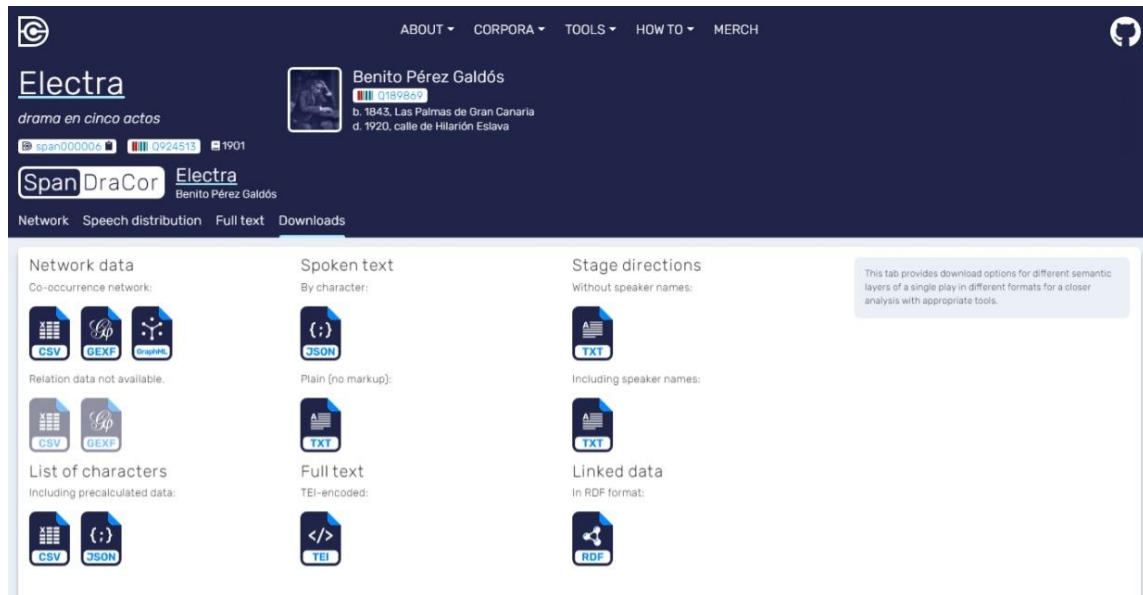 ABOUT CORPORA TOOLS HOW TO MERCH
Electra
drama en cinco actos
span000006 Q924513 1901
Benito Pérez Galdós
Q189869
b. 1843, Las Palmas de Gran Canaria
d. 1920, calle de Hilarión Eslava
SpanDraCor
Electra
Benito Pérez Galdós
Network Speech distribution Full text Downloads
Network data
Co-occurrence network:
CSV GEXF GraphML
Relation data not available.
CSV GEXF
List of characters
Including precalculated data:
CSV JSON
Spoken text
By character:
JSON
Plain (no markup):
TXT
Full text
TEI-encoded:
TEI
Stage directions
Without speaker names:
TXT
Including speaker names:
TXT
Linked data
In RDF format:
RDF
This tab provides download options for different semantic
layers of a single play in different formats for a closer
analysis with appropriate tools.